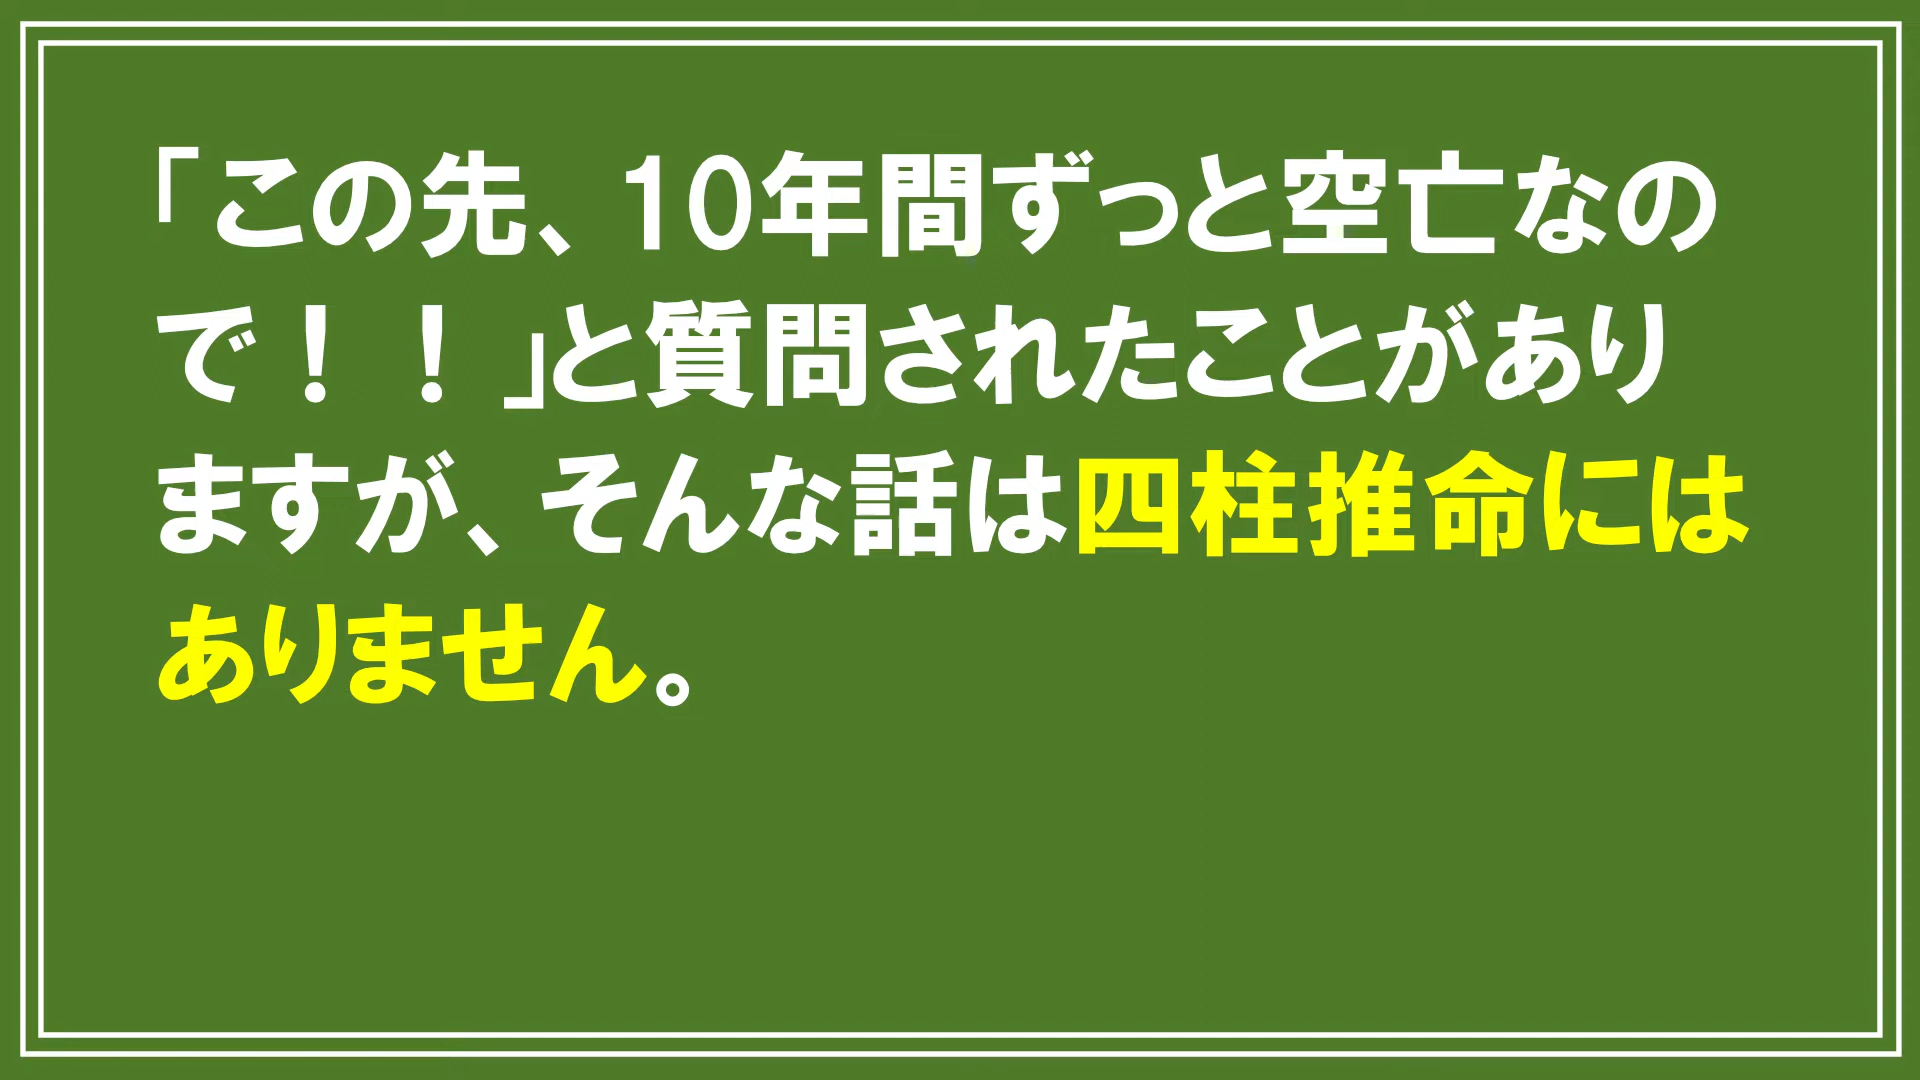 「この先、10年間ずっと空亡なの
で！！」と質問されたことがあり
ますが、そんな話は四柱推命には
ありません。